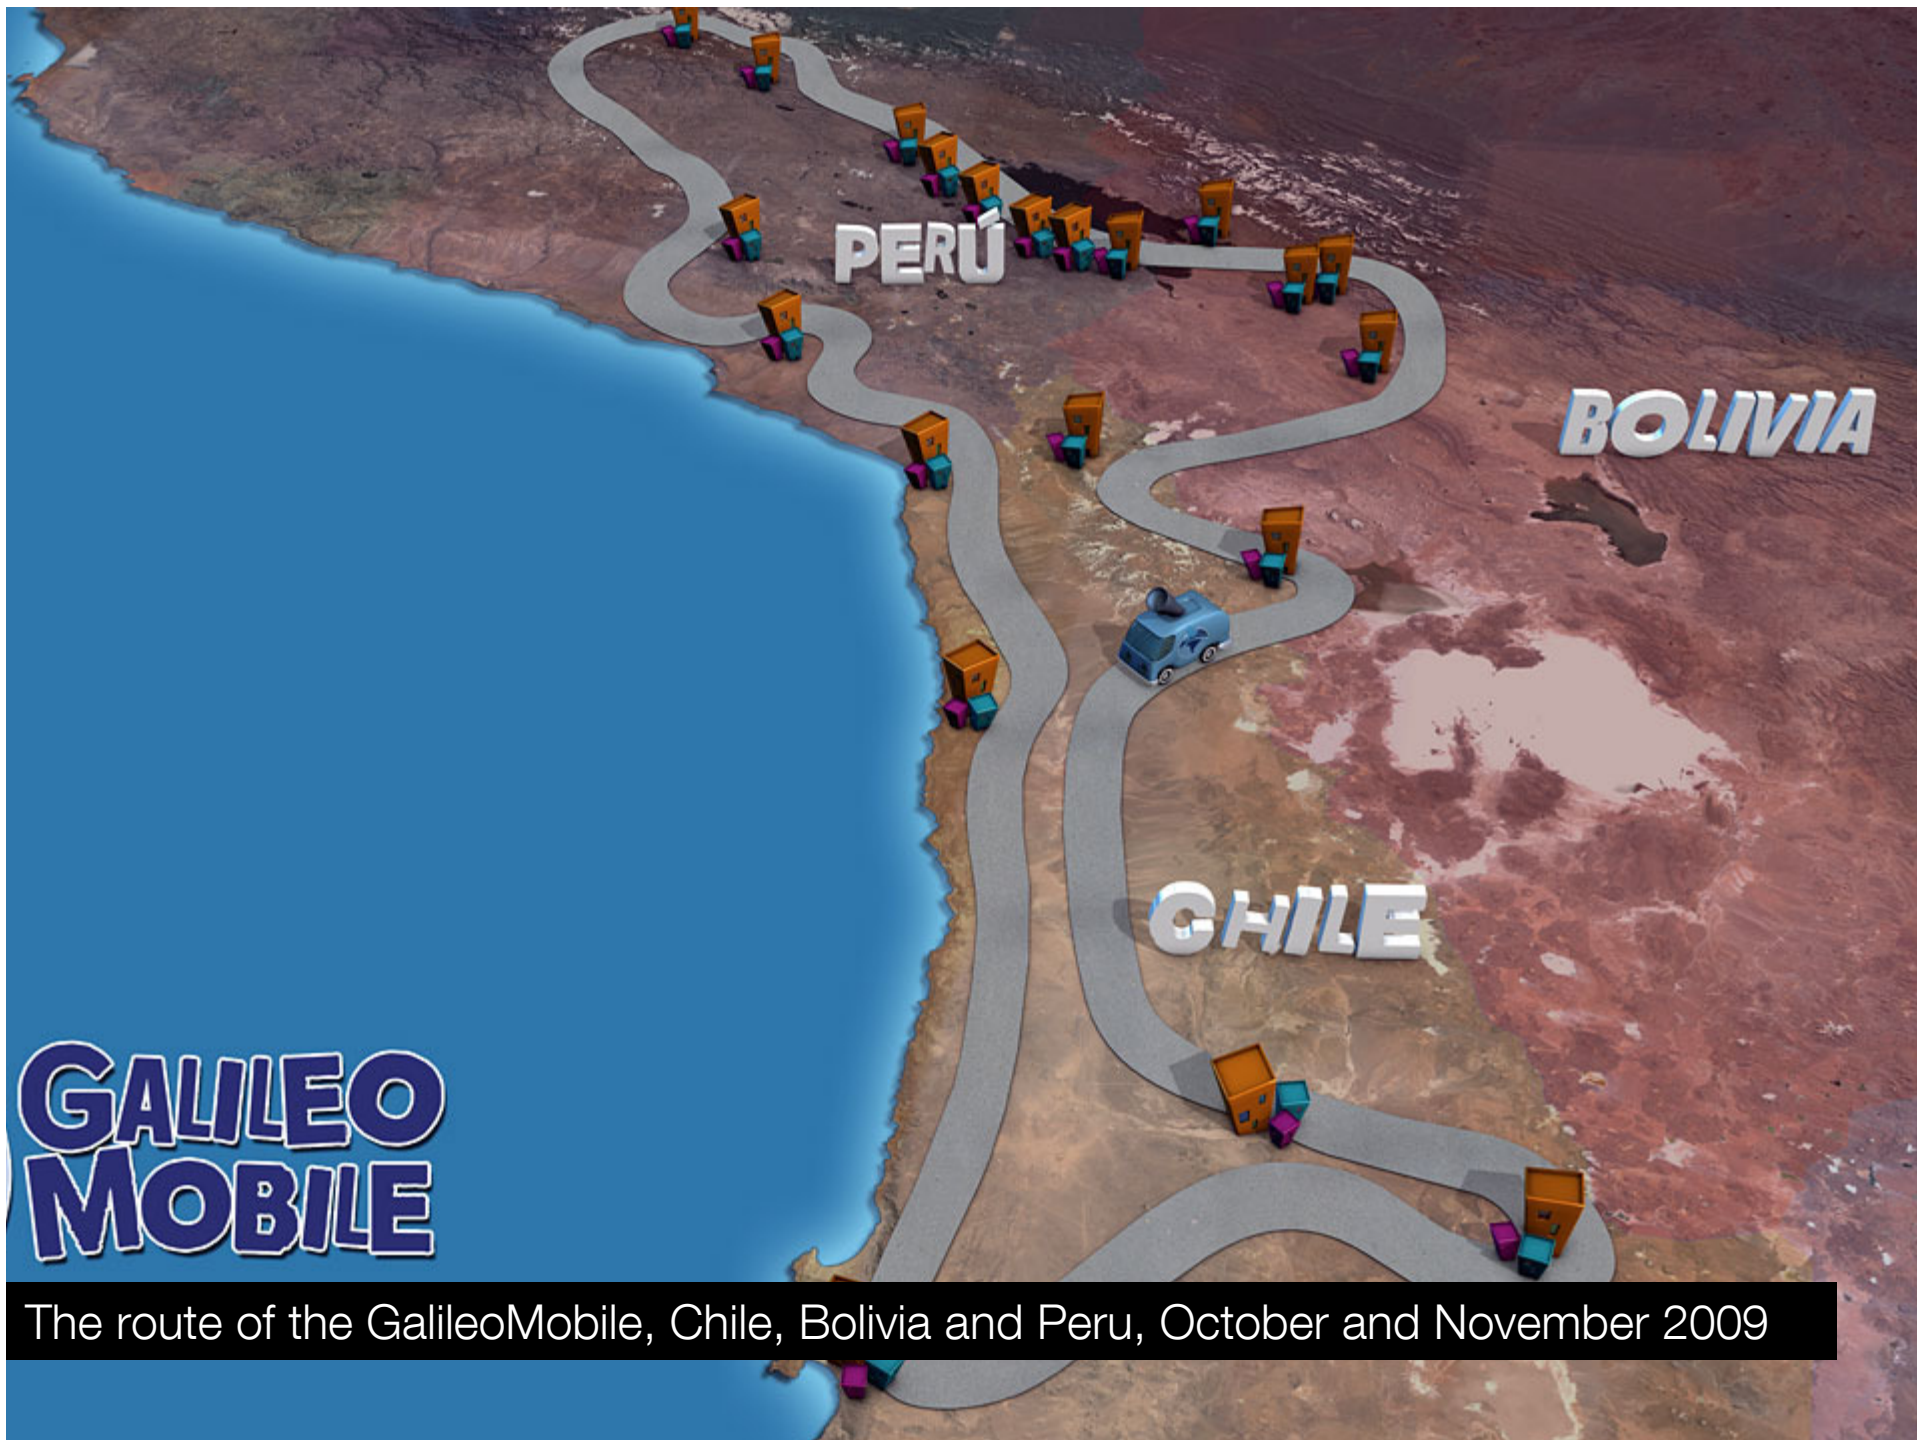 PERÚ
BOLIVIA
CHILE
GALILEO
MOBILE
The route of the GalileoMobile, Chile, Bolivia and Peru, October and November 2009